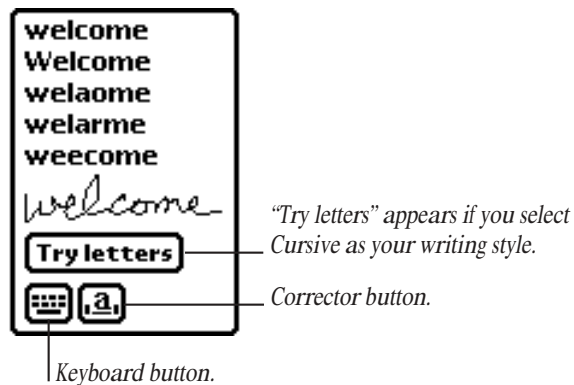 welcome
Welcome
welaome
welarme
weecome
welcome
Try letters
.a.
“Try letters” appears if you select
Cursive as your writing style.
Corrector button.
Keyboard button.